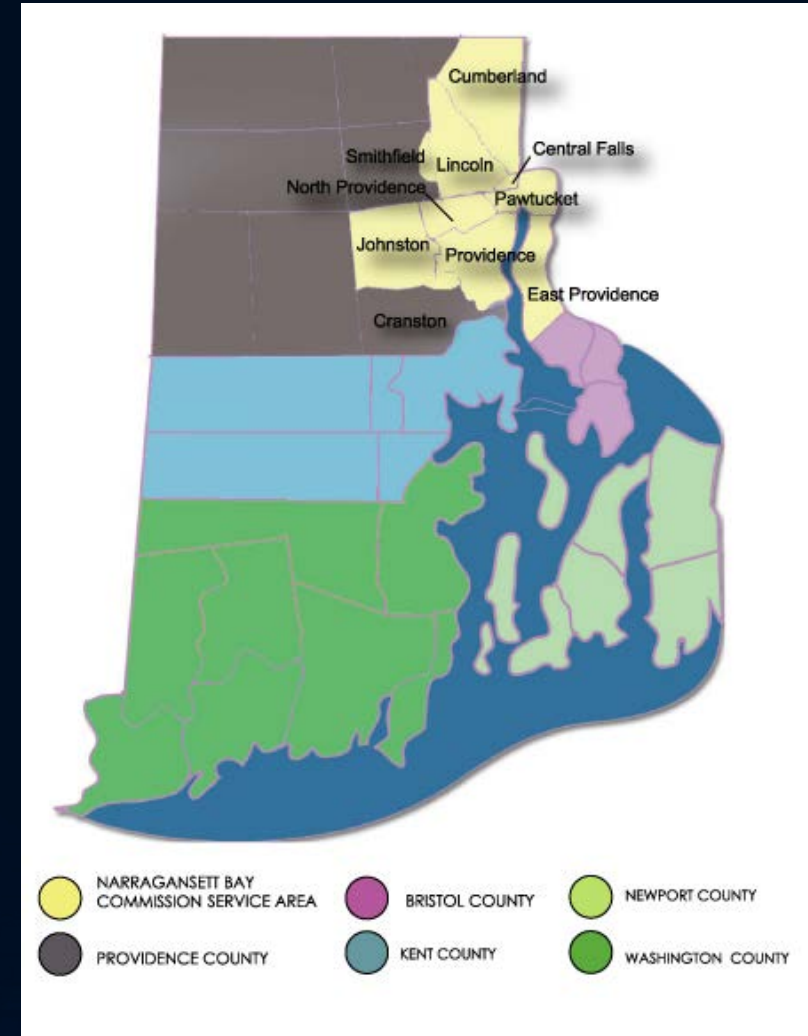 Cumberland
Central Falls
Smithfield
Lincoln
North Providence
Pawtucket
Johnston
Providence
East Providence
Cranston
NARRAGANSETT BAY
COMMISSION SERVICE AREA
BRISTOL COUNTY
NEWPORT COUNTY
PROVIDENCE COUNTY
KENT COUNTY
WASHINGTON COUNTY